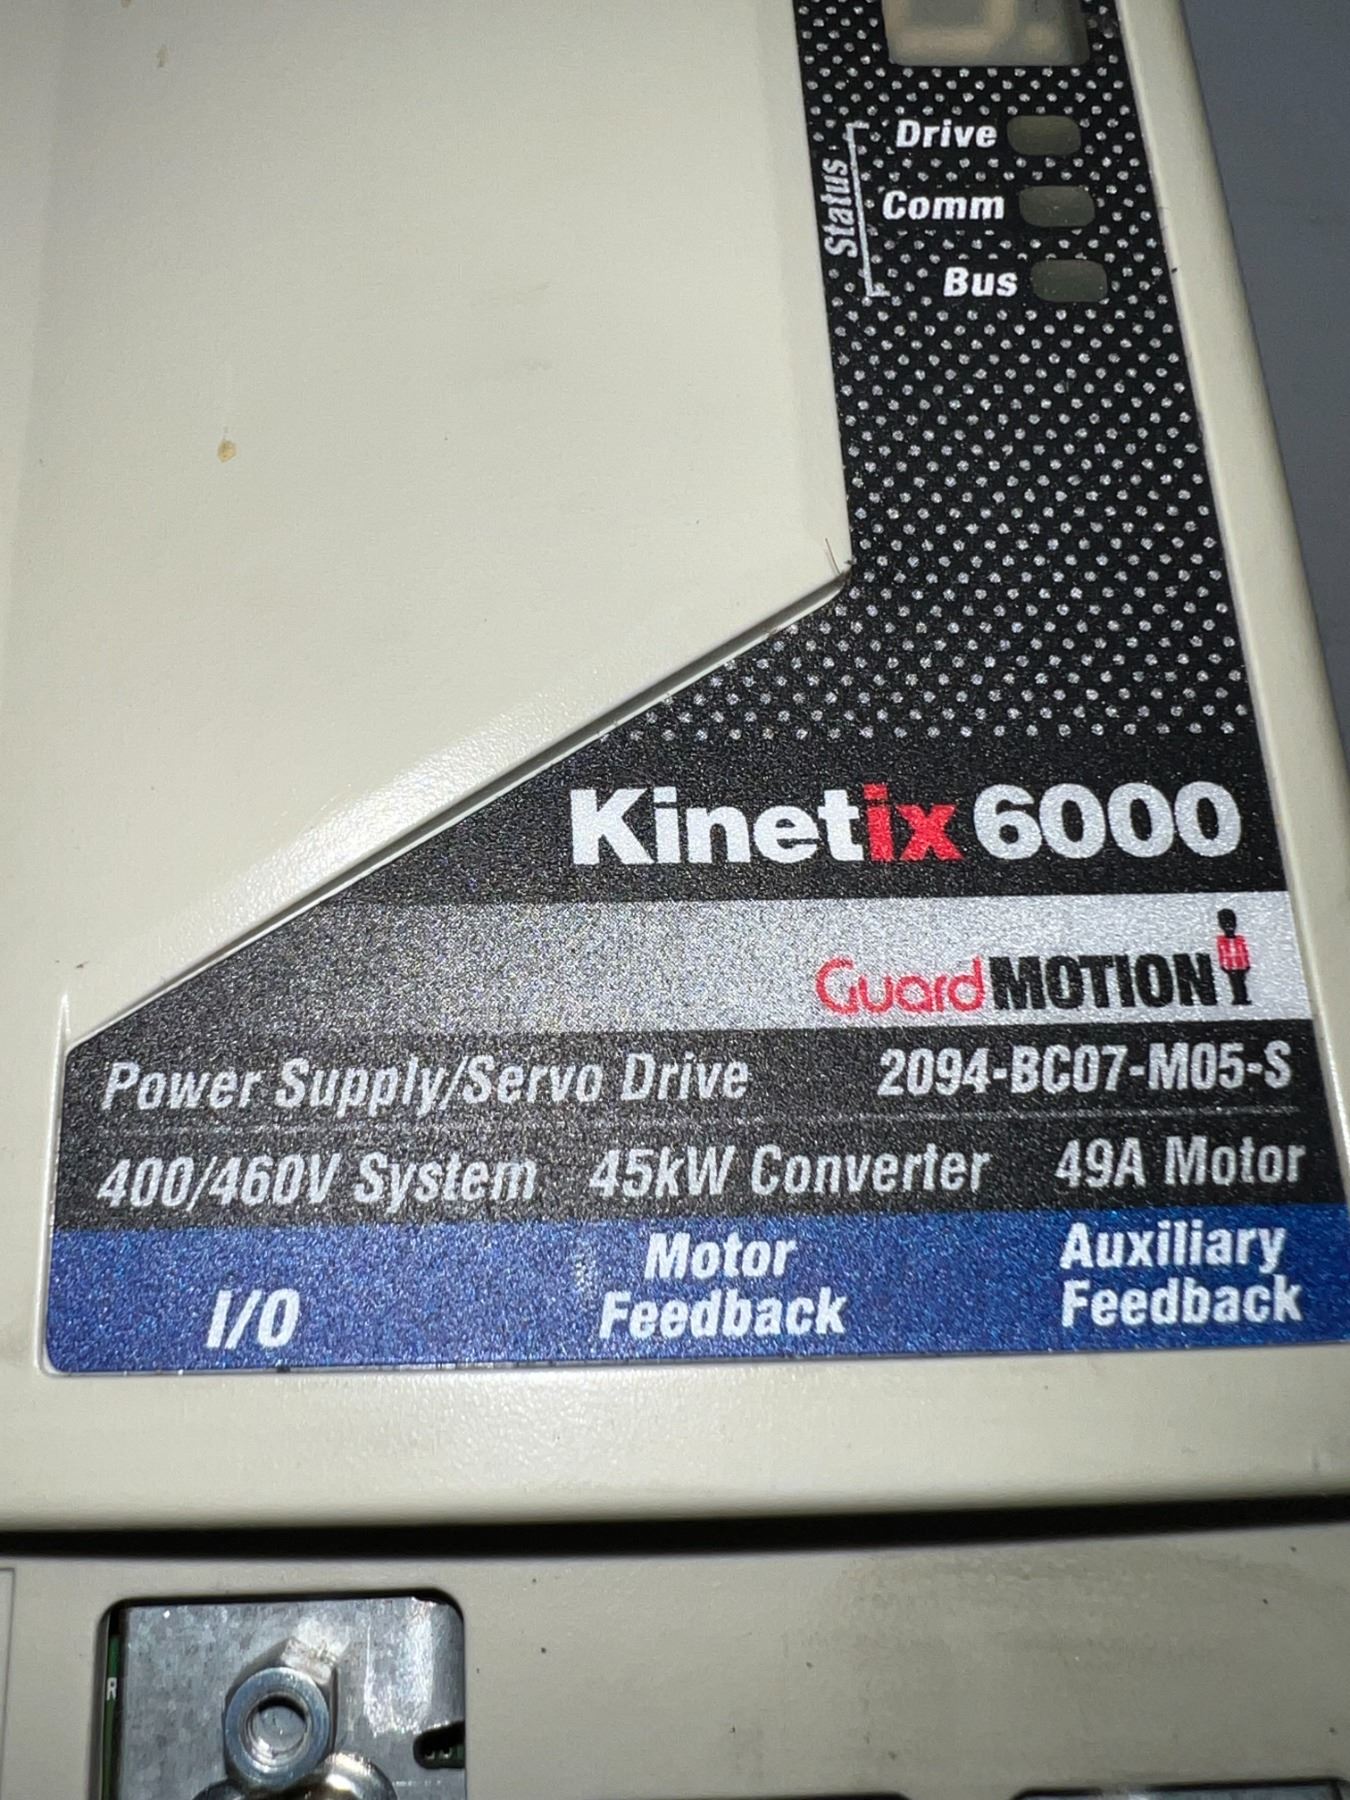 Status
Drive
Comm
Bus
Kinetix 6000
GuardMOTION
Power Supply/Servo Drive 2094-BC07-M05-S
400/460V System 45kW Converter 49A Motor
I/O
Motor
Feedback
Auxiliary
Feedback
R